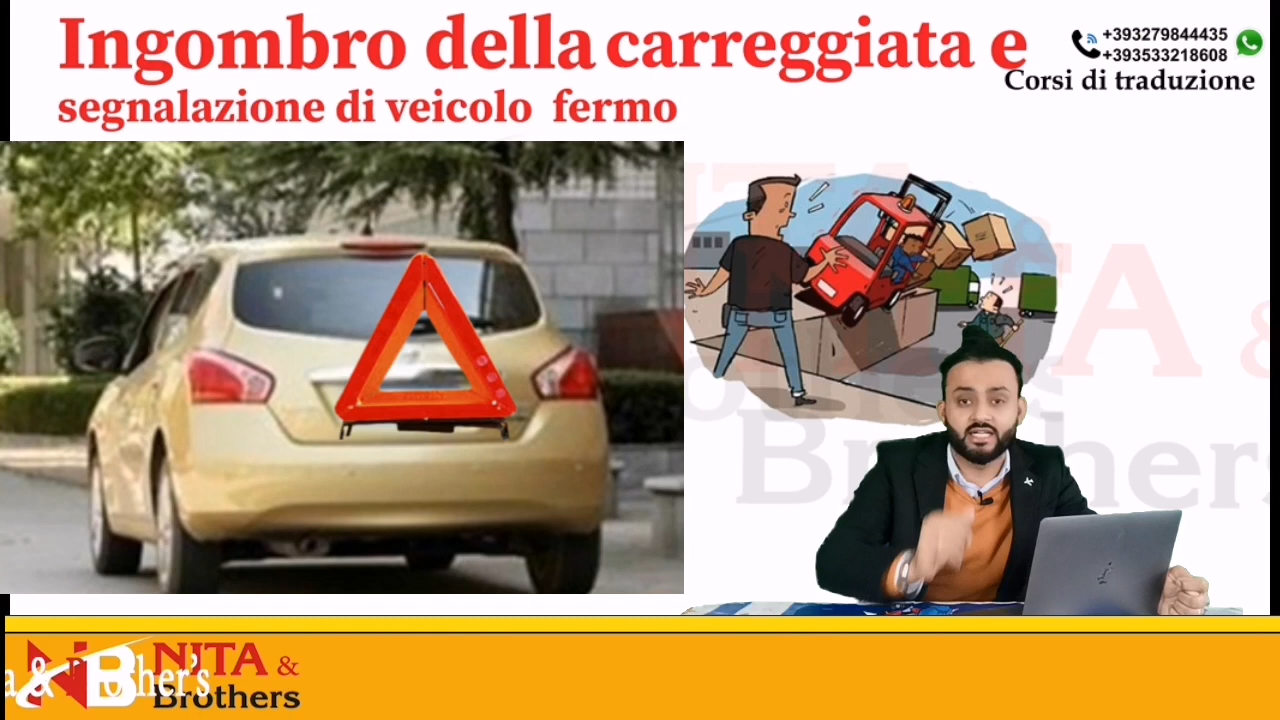 Ingombro della carreggiata e
segnalazione di veicolo fermo
+393279844435
+393533218608
Corsi di traduzione
NITA &
Brothers